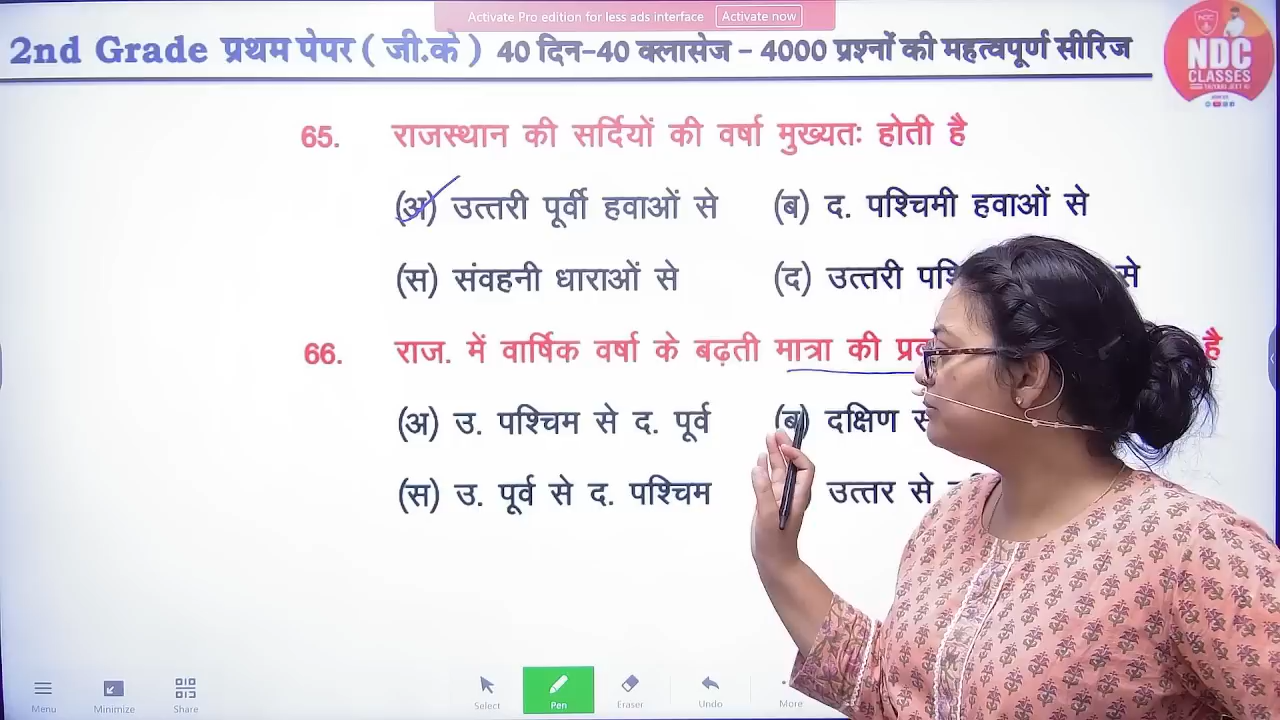 Activate Pro edition for less ads interface Activate now
2nd Grade प्रथम पेपर ( जी.के ) 40 दिन-40 क्लासेज - 4000 प्रश्नों की महत्वपूर्ण सीरिज
NDC
CLASSES
65. राजस्थान की सर्दियों की वर्षा मुख्यतः होती है
(अ) उत्तरी पूर्वी हवाओं से (ब) द. पश्चिमी हवाओं से
(स) संवहनी धाराओं से (द) उत्तरी से
66. राज. में वार्षिक वर्षा के बढ़ती मात्रा की है
(अ) उ. पश्चिम से द. पूर्व (ब) दक्षिण
(स) उ. पूर्व से द. पश्चिम उत्तर से
Menu Minimize Share Select Pen Eraser Undo More